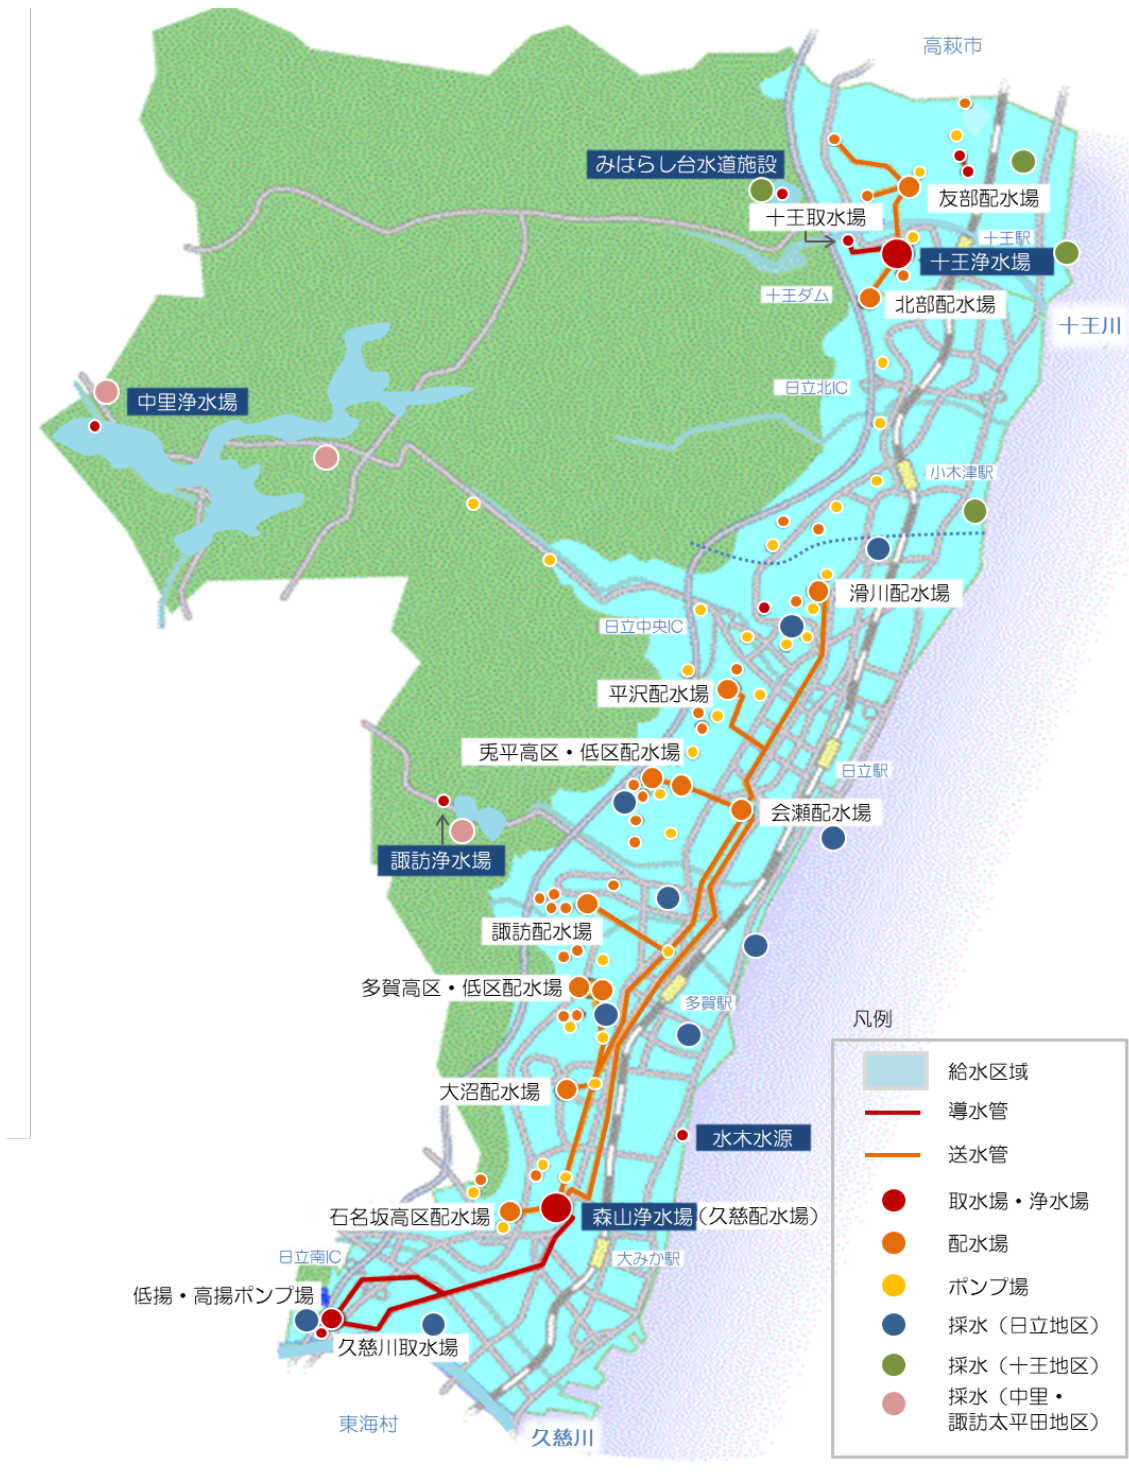 高萩市
みはらし台水道施設
友部配水場
十王取水場
十王駅
十王浄水場
十王ダム
北部配水場
十王川
日立北IC
中里浄水場
小木津駅
滑川配水場
日立中央IC
平沢配水場
兎平高区・低区配水場
日立駅
会瀬配水場
諏訪浄水場
諏訪配水場
多賀高区・低区配水場
多賀駅
大沼配水場
水木水源
石名坂高区配水場
森山浄水場(久慈配水場)
日立南IC
大みか駅
低揚・高揚ポンプ場
久慈川取水場
東海村
久慈川
凡例
給水区域
導水管
送水管
取水場・浄水場
配水場
ポンプ場
採水(日立地区)
採水(十王地区)
採水(中里・
諏訪太平田地区)